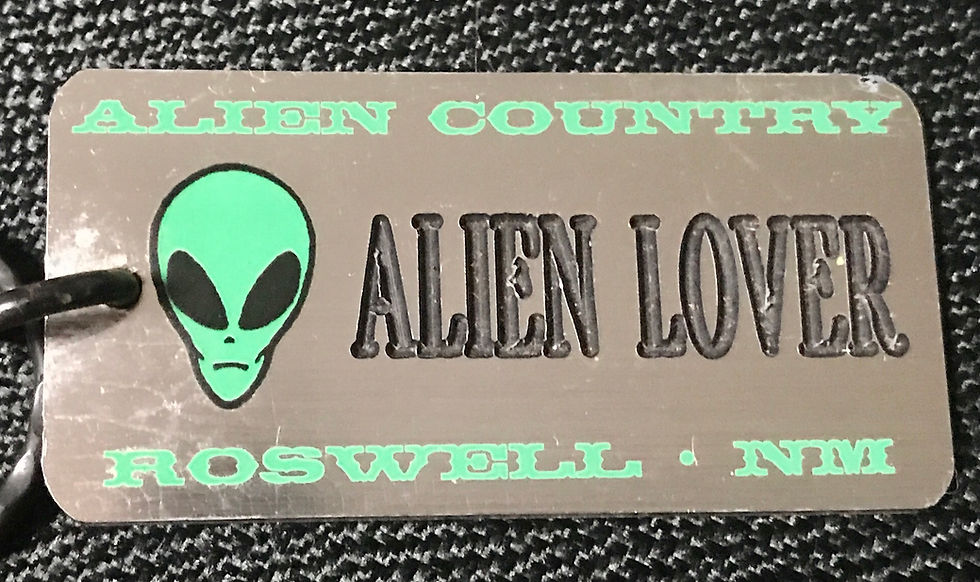 ALIEN COUNTRY
ALIEN LOVER
ROSWELL · NM